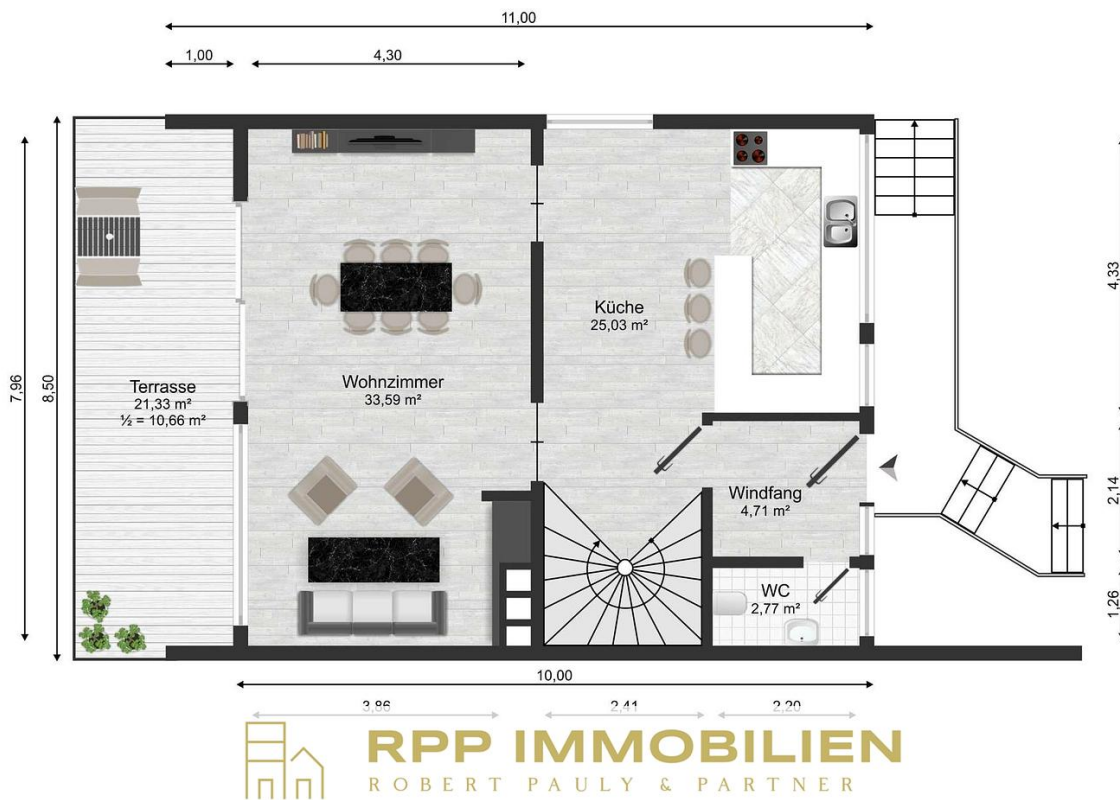 11,00
1,00
4,30
7,96
8,50
4,33
2,14
1,26
Küche
25,03 m²
Terrasse
21,33 m²
½ = 10,66 m²
Wohnzimmer
33,59 m²
Windfang
4,71 m²
WC
2,77 m²
10,00
3,86
2,41
2,20
RPP IMMOBILIEN
ROBERT PAULY & PARTNER